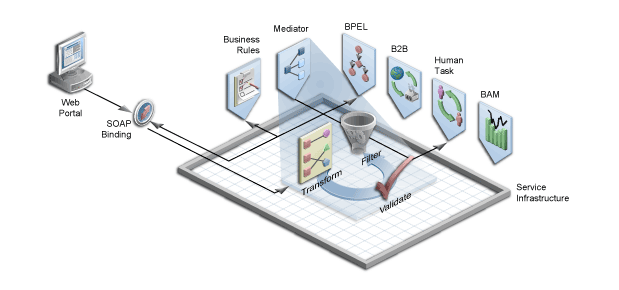 Mediator
BPEL
Business
Rules
B2B
Human
Task
BAM
Web
Portal
SOAP
Binding
Filter
Transform
Validate
Service
Infrastructure